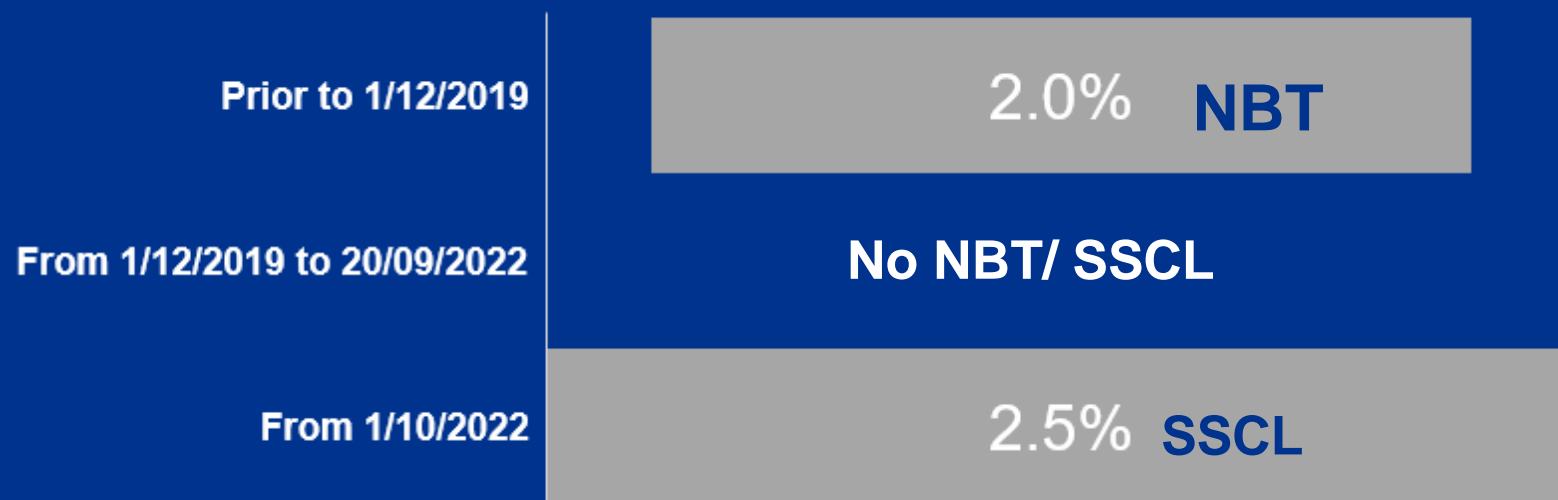 Prior to 1/12/2019 2.0% NBT
From 1/12/2019 to 20/09/2022 No NBT/ SSCL
From 1/10/2022 2.5% SSCL